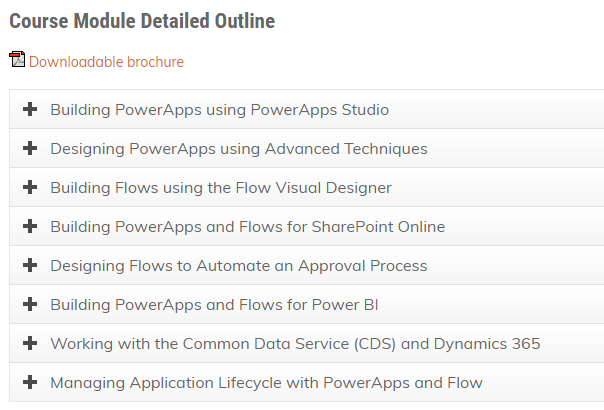 Course Module Detailed Outline
Downloadable brochure
Building PowerApps using PowerApps Studio
Designing PowerApps using Advanced Techniques
Building Flows using the Flow Visual Designer
Building PowerApps and Flows for SharePoint Online
Designing Flows to Automate an Approval Process
Building PowerApps and Flows for Power BI
Working with the Common Data Service (CDS) and Dynamics 365
Managing Application Lifecycle with PowerApps and Flow